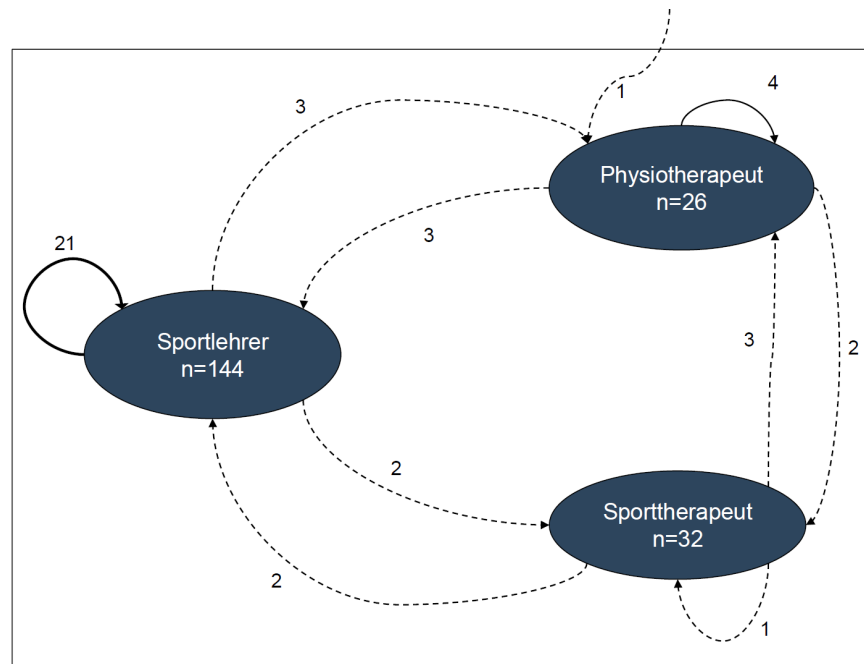 1
4
3
Physiotherapeut
n=26
3
21
Sportlehrer
n=144
3
2
2
Sporttherapeut
n=32
2
1